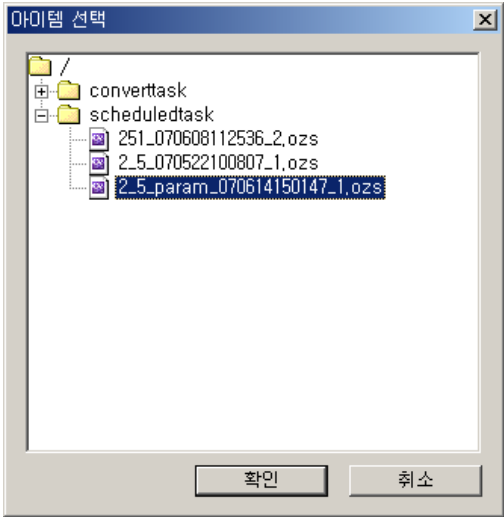 아이템 선택
/
converttask
scheduledtask
251_070608112536_2.ozs
2_5_070522100807_1.ozs
2_5_param_070614150147_1.ozs
확인
취소